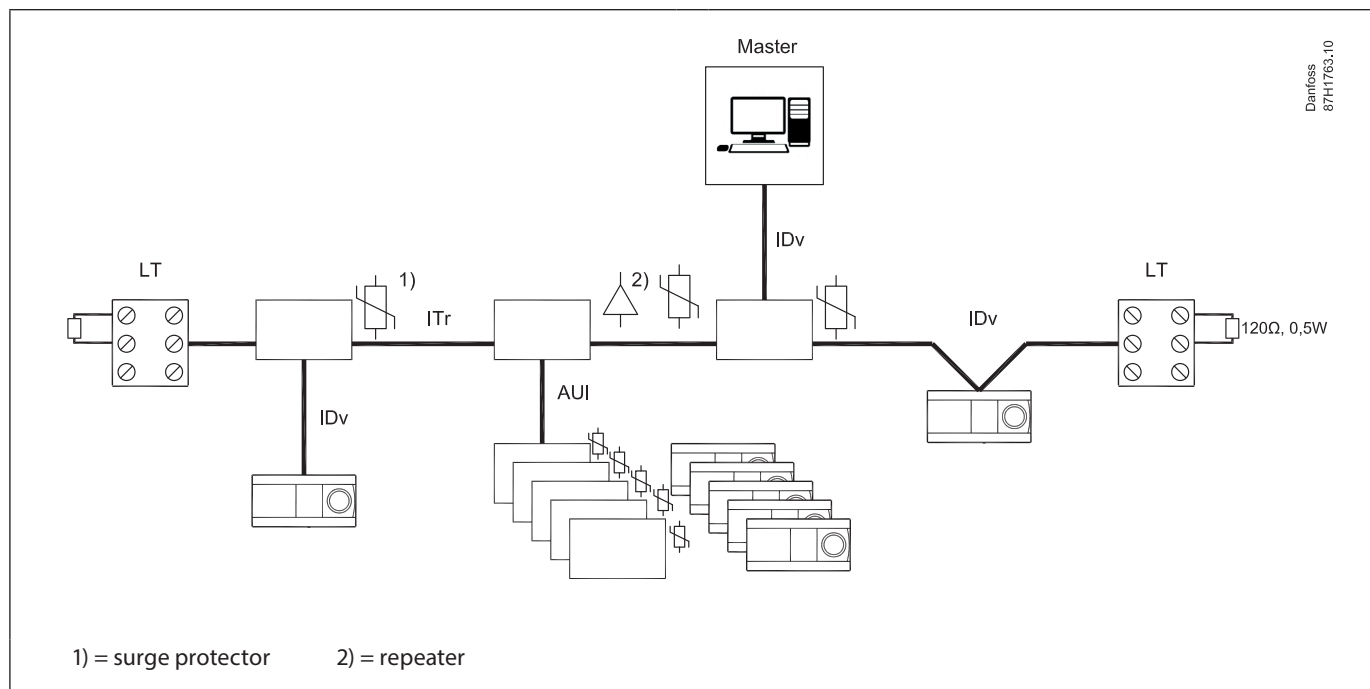 Master
Danfoss
87H1763.10
IDv
LT
1)
2)
LT
ITr
IDv
120Ω, 0,5W
IDv
AUI
1) = surge protector 2) = repeater